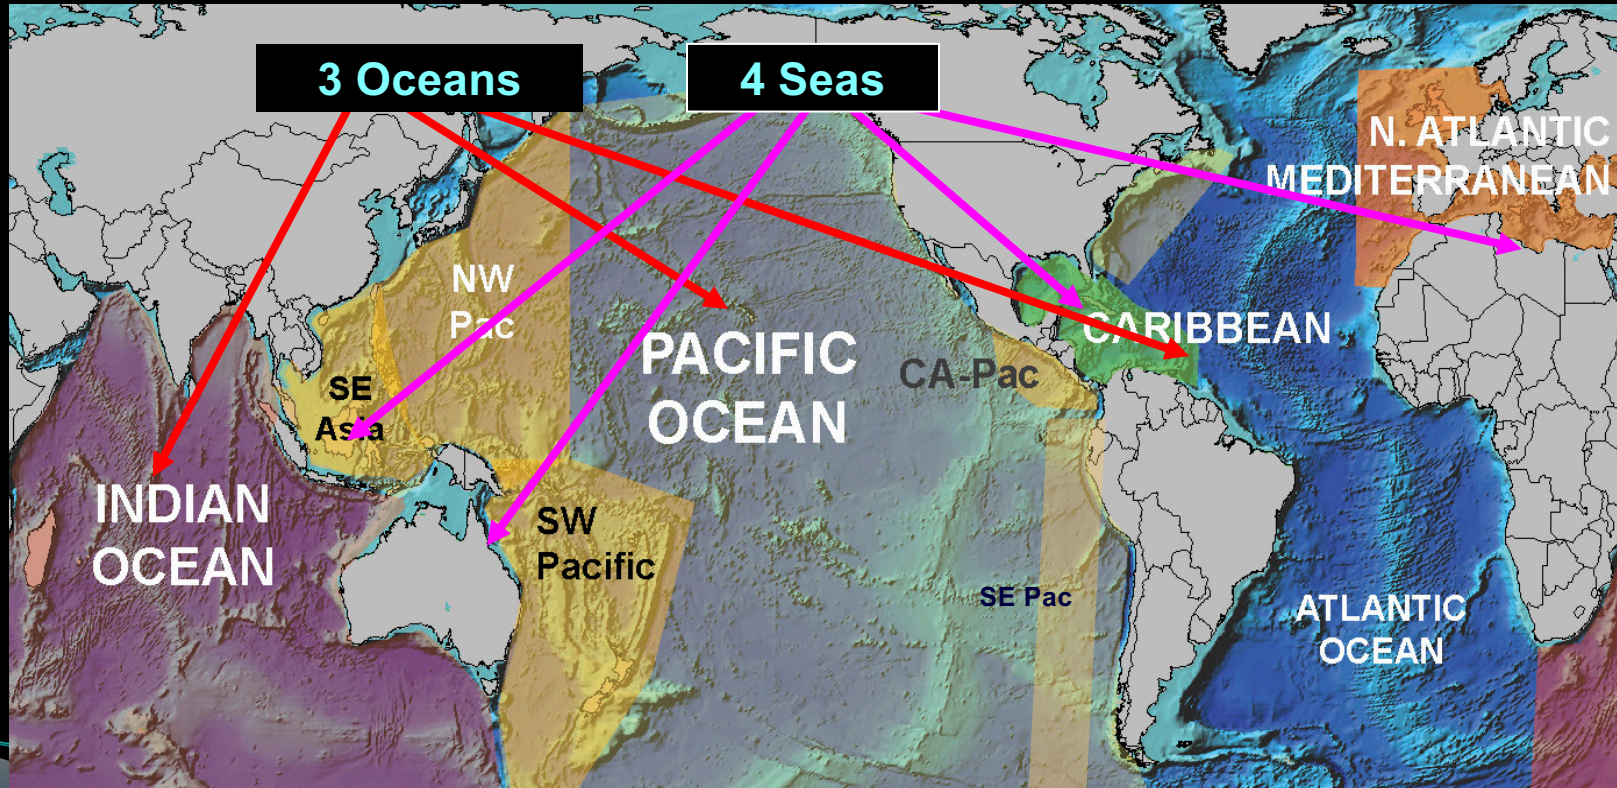 3 Oceans
4 Seas
N. ATLANTIC
MEDITERRANEAN
NW
Pac
PACIFIC
OCEAN
CARIBBEAN
CA-Pac
SE
Asia
INDIAN
OCEAN
SW
Pacific
SE Pac
ATLANTIC
OCEAN